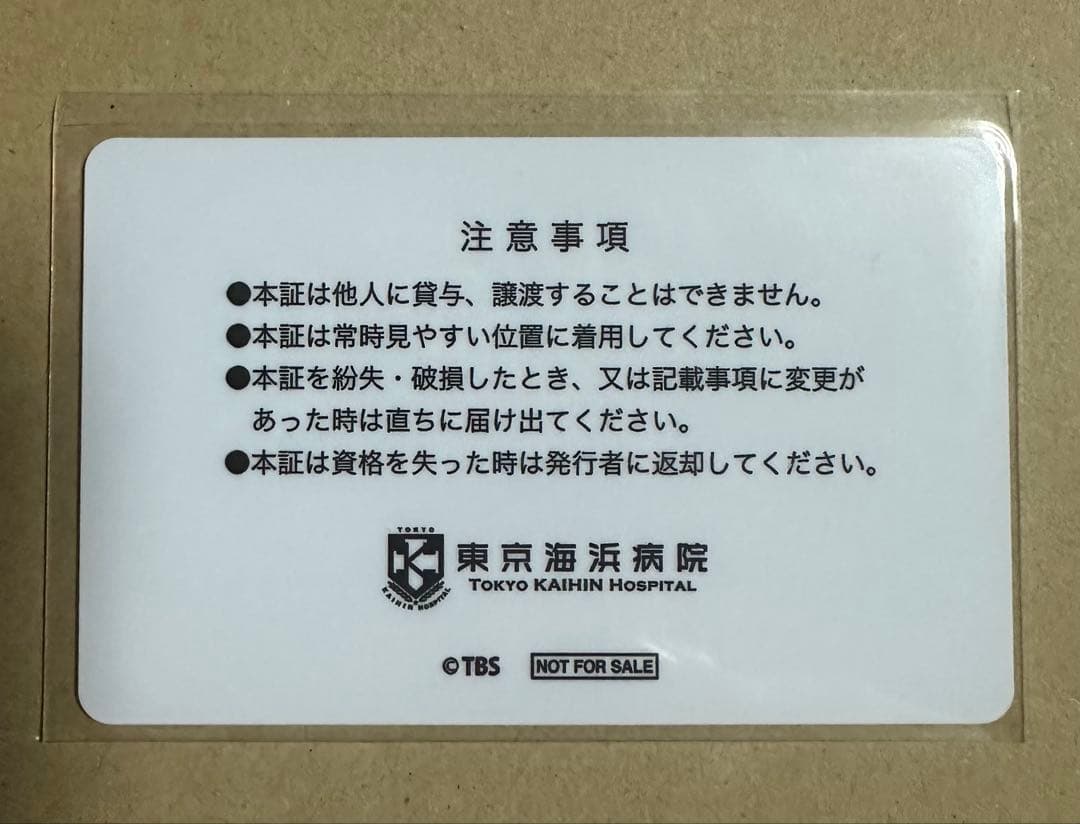 注意事項
●本証は他人に貸与、譲渡することはできません。
●本証は常時見やすい位置に着用してください。
●本証を紛失・破損したとき、又は記載事項に変更が
あった時は直ちに届け出てください。
●本証は資格を失った時は発行者に返却してください。
TOKYO
K
KAIHIN HOSPITAL
東京海浜病院
TOKYO KAIHIN HOSPITAL
©TBS NOT FOR SALE